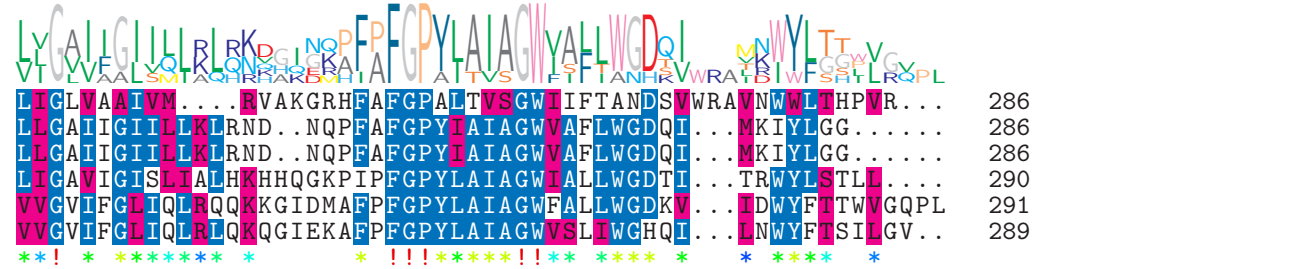 LIGLVAAIVM....RVAKGRHFAFGPALTVSGWIIFTANDSVWRAVNWWLTHPVR... 286
LLGAIIGIILLKLRND..NQPFAFGPYIAIAGWVAFLWGDQI...MKIYLGG...... 286
LLGAIIGIILLKLRND..NQPFAFGPYIAIAGWVAFLWGDQI...MKIYLGG...... 286
LIGAVIGISLIALHKHHQGKPIPFGPYLAIAGWIALLWGDTI...TRWYLSTLL.... 290
VVGVIFGLIQLRQQKKGIDMAFPFGPYLAIAGWFALLWGDKV...IDWYFTTWVGQPL 291
VVGVIFGLIQLRLQKQGIEKAFPFGPYLAIAGWVSLIWGHQI...LNWYFTSILGV.. 289
**! * ******* *      * !!!*****!!** **** *   * ****  *